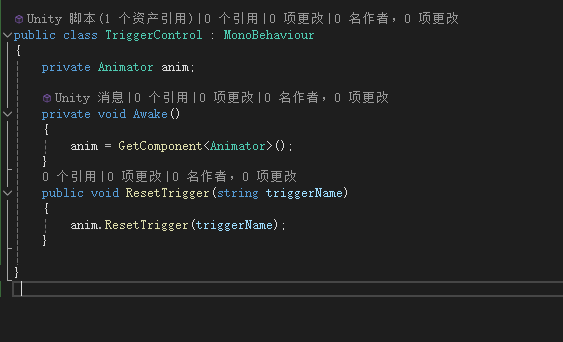 Unity 脚本(1 个资产引用)|0 个引用|0 项更改|0 名作者, 0 项更改
public class TriggerControl : MonoBehaviour
{
private Animator anim;
Unity 消息|0 个引用|0 项更改|0 名作者, 0 项更改
private void Awake()
{
anim = GetComponent<Animator>();
}
0 个引用|0 项更改|0 名作者, 0 项更改
public void ResetTrigger(string triggerName)
{
anim.ResetTrigger(triggerName);
}
}